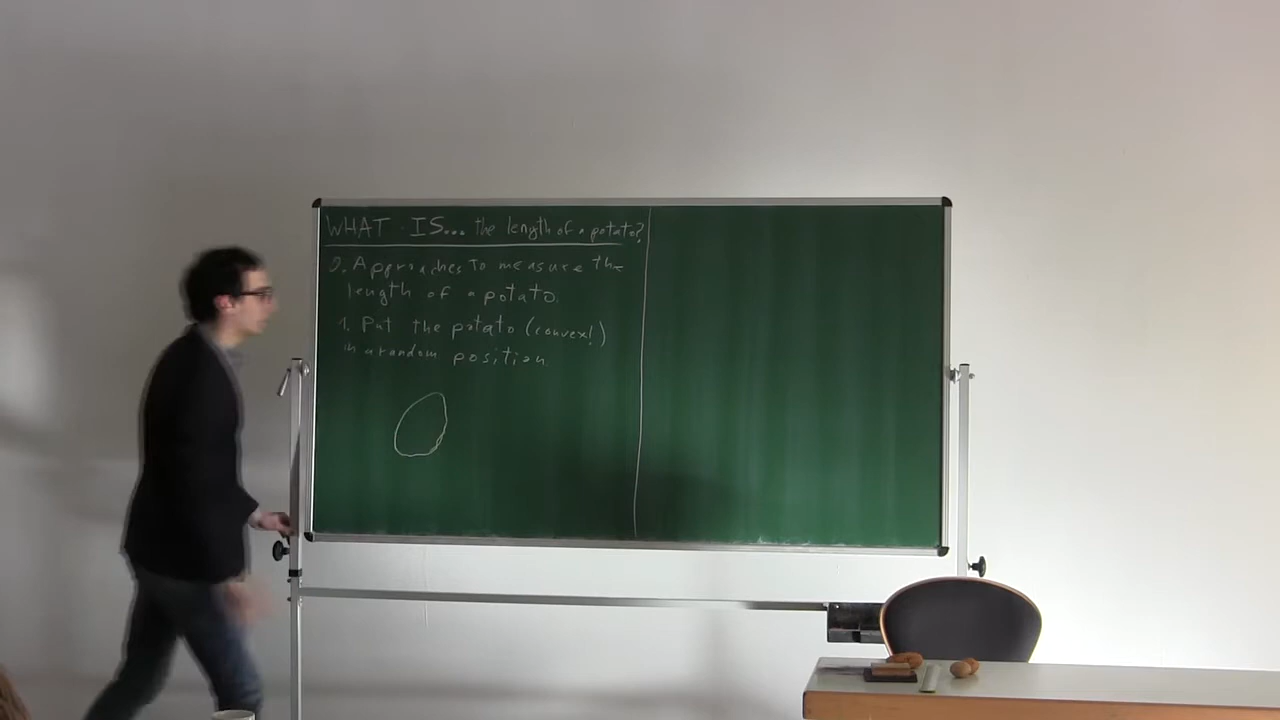 WHAT IS... the length of a potato?
2. Approaches to measure the
length of a potato.
1. Put the potato (convex!)
in a random position.